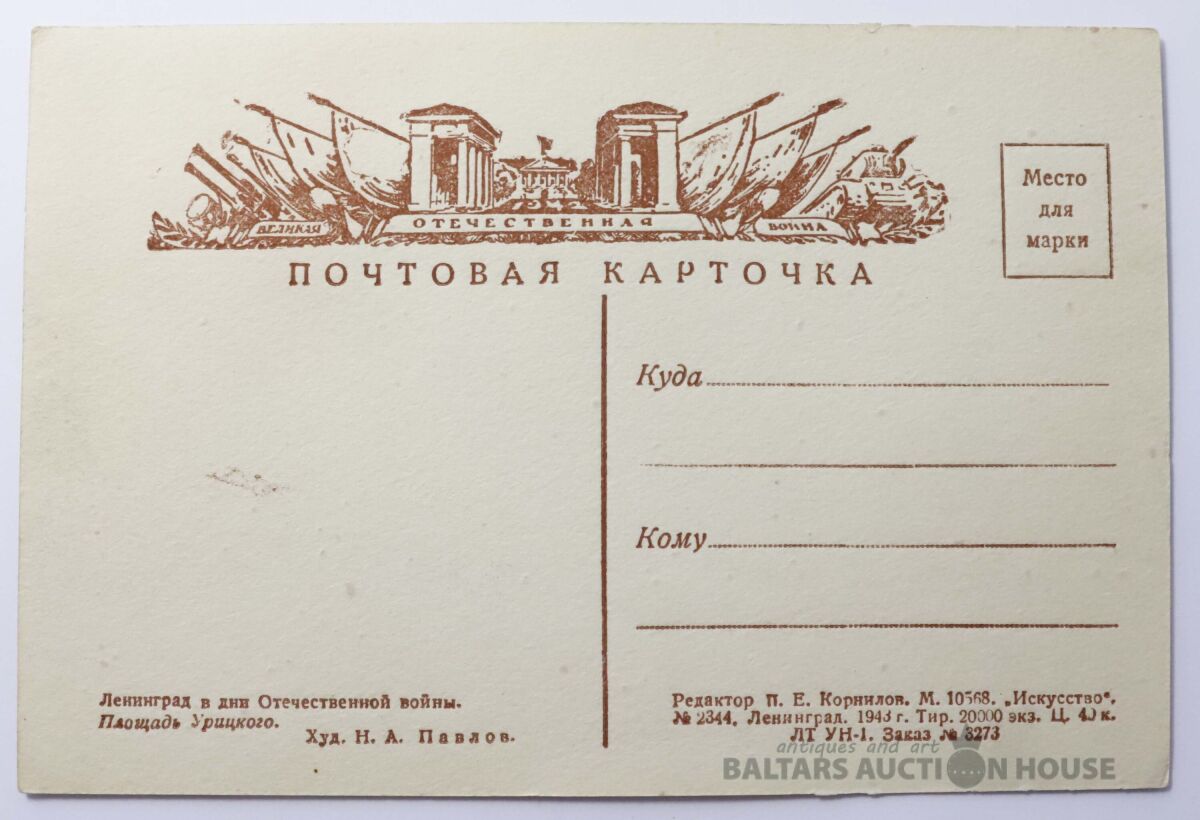 ВЕЛИКАЯ ОТЕЧЕСТВЕННАЯ ВОЙНА
ПОЧТОВАЯ КАРТОЧКА
Место
для
марки
Куда
Кому
Ленинград в дни Отечественной войны.
Площадь Урицкого.
Худ. Н. А. Павлов.
Редактор П. Е. Корнилов. М. 10568. „Искусство“.
№ 2344. Ленинград. 1943 г. Тир. 20000 экз. Ц. 40 к.
ЛТ УН-1. Заказ № 3273
antiques and art
BALTARS AUCTION HOUSE